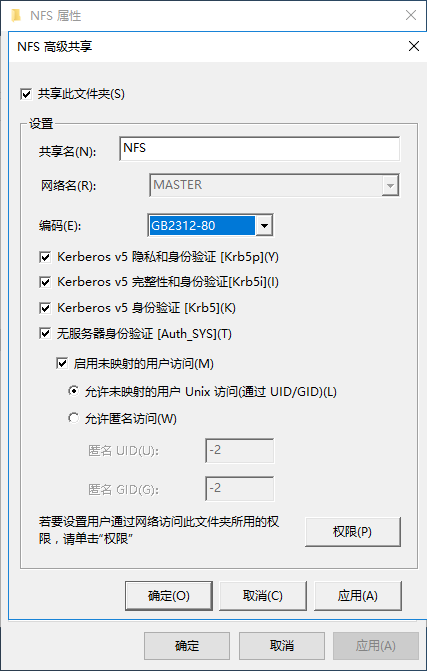 NFS 属性
NFS 高级共享
共享此文件夹(S)
设置
共享名(N):
NFS
网络名(R):
MASTER
编码(E):
GB2312-80
Kerberos v5 隐私和身份验证 [Krb5p](Y)
Kerberos v5 完整性和身份验证[Krb5i](I)
Kerberos v5 身份验证 [Krb5](K)
无服务器身份验证 [Auth_SYS](T)
启用未映射的用户访问(M)
允许未映射的用户 Unix 访问(通过 UID/GID)(L)
允许匿名访问(W)
匿名 UID(U):
-2
匿名 GID(G):
-2
若要设置用户通过网络访问此文件夹所用的权
限，请单击“权限”
权限(P)
确定(O)
取消(C)
应用(A)
确定
取消
应用(A)